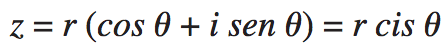 z = r (cos θ + i sen θ) = r cis θ